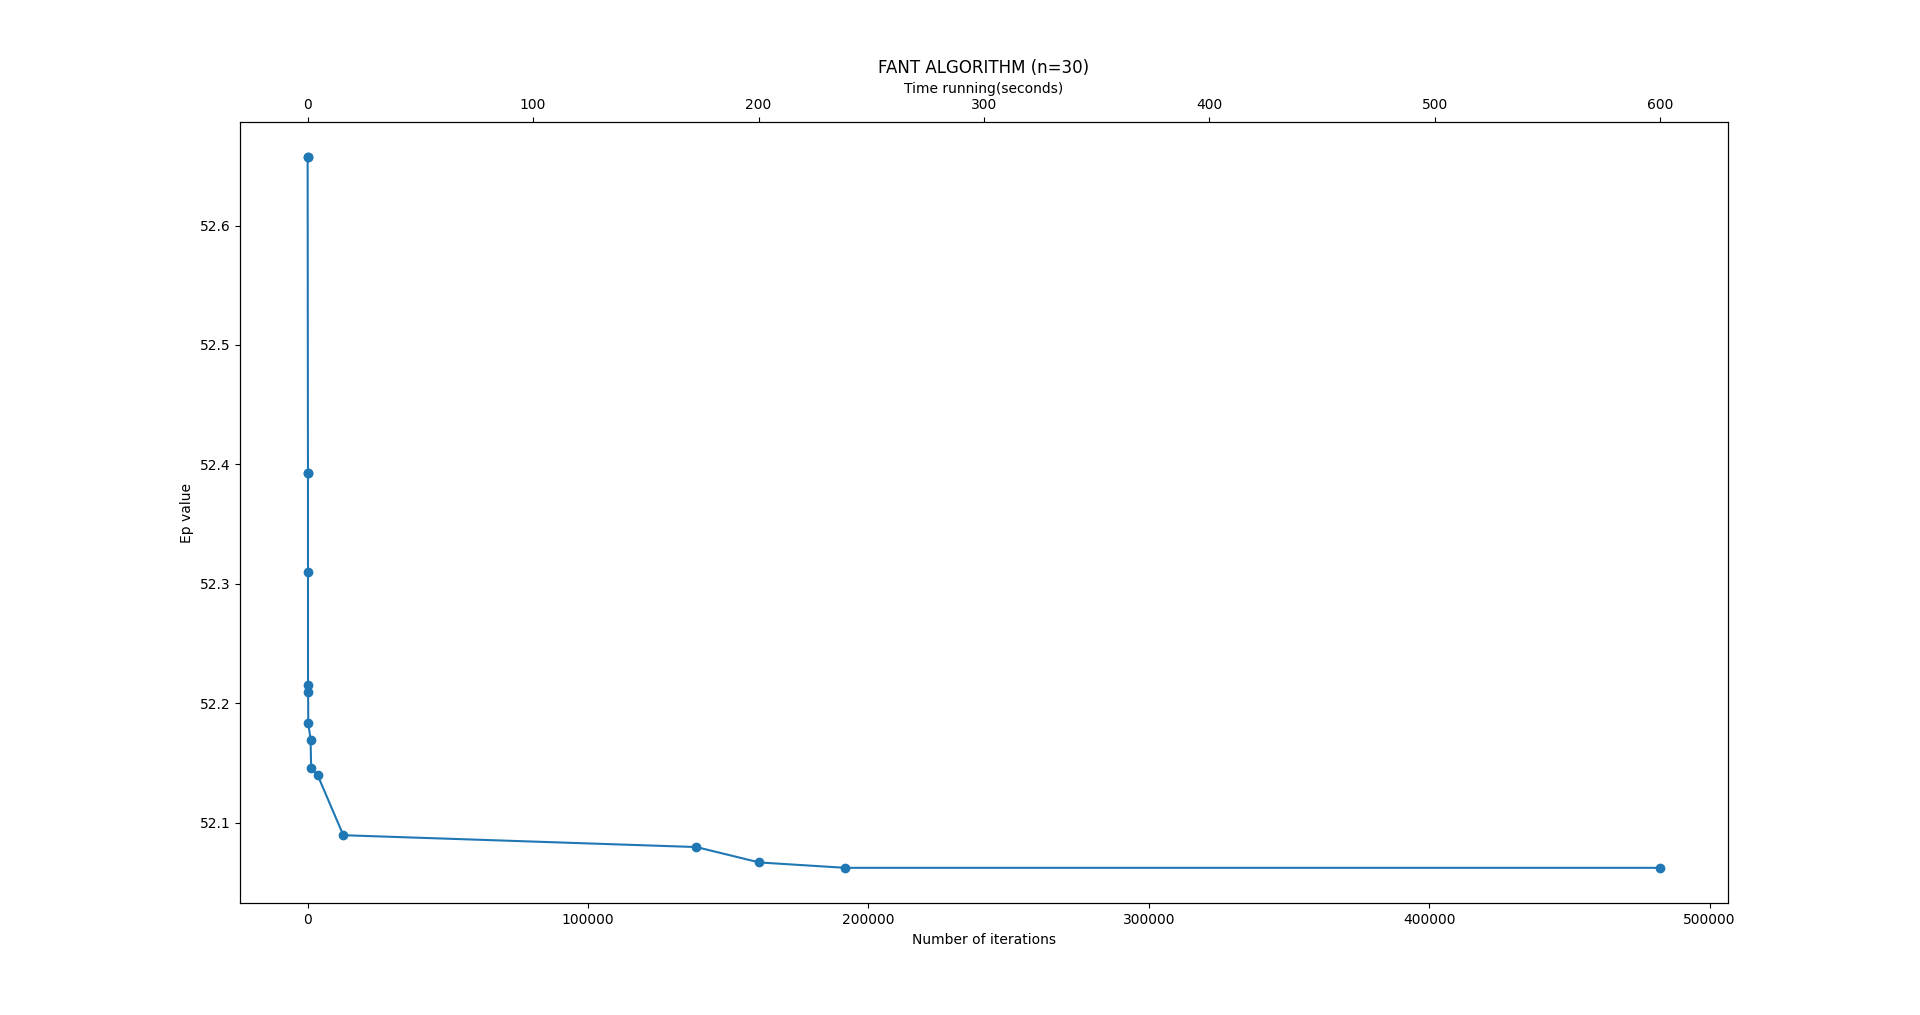 FANT ALGORITHM (n=30)
Time running(seconds)
0 100 200 300 400 500 600
52.6
52.5
52.4
52.3
52.2
52.1
Ep value
0 100000 200000 300000 400000 500000
Number of iterations